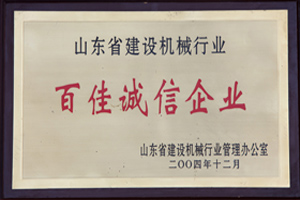 山东省建设机械行业
百佳诚信企业
山东省建设机械行业管理办公室
二〇〇四年十二月